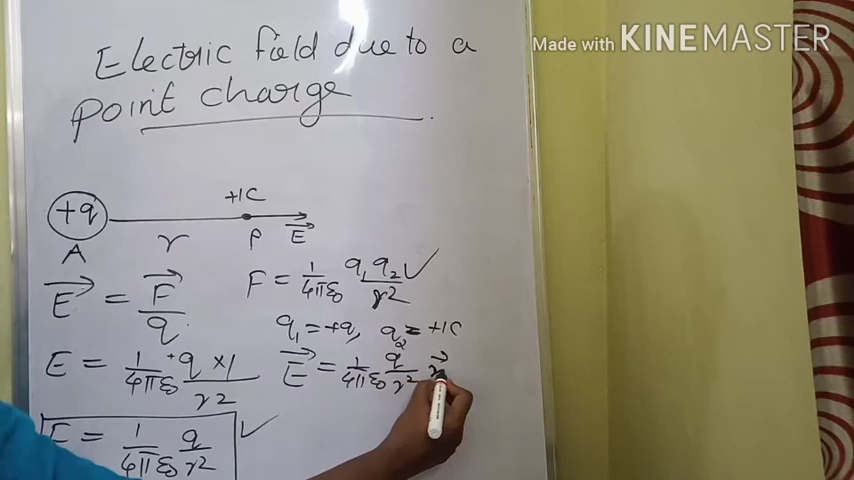 Made with KINEMASTER
Electric field due to a
point charge
+1C
+q
A
r
P
E⃗
E⃗ = F⃗/q
F = 1/4πε₀ q₁q₂/r² ✓
q₁ = +q, q₂ = +1C
E = 1/4πε₀ +q×1/r²
E⃗ = 1/4πε₀ q/r² r⃗
E = 1/4πε₀ q/r² ✓